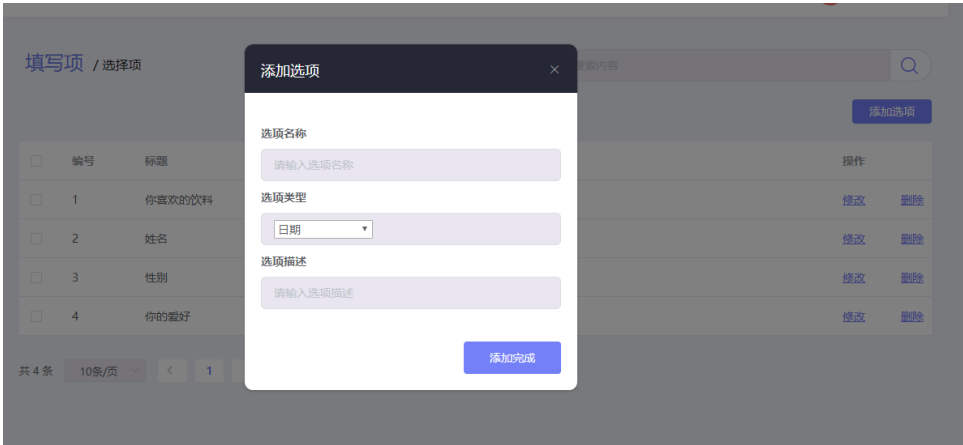 填写项 / 选择项
添加选项 ×
搜索内容
添加选项
选项名称
请输入选项名称
选项类型
日期
选项描述
请输入选项描述
添加完成
编号 标题 操作
1 你喜欢的饮料 修改 删除
2 姓名 修改 删除
3 性别 修改 删除
4 你的爱好 修改 删除
共 4 条 10条/页 < 1